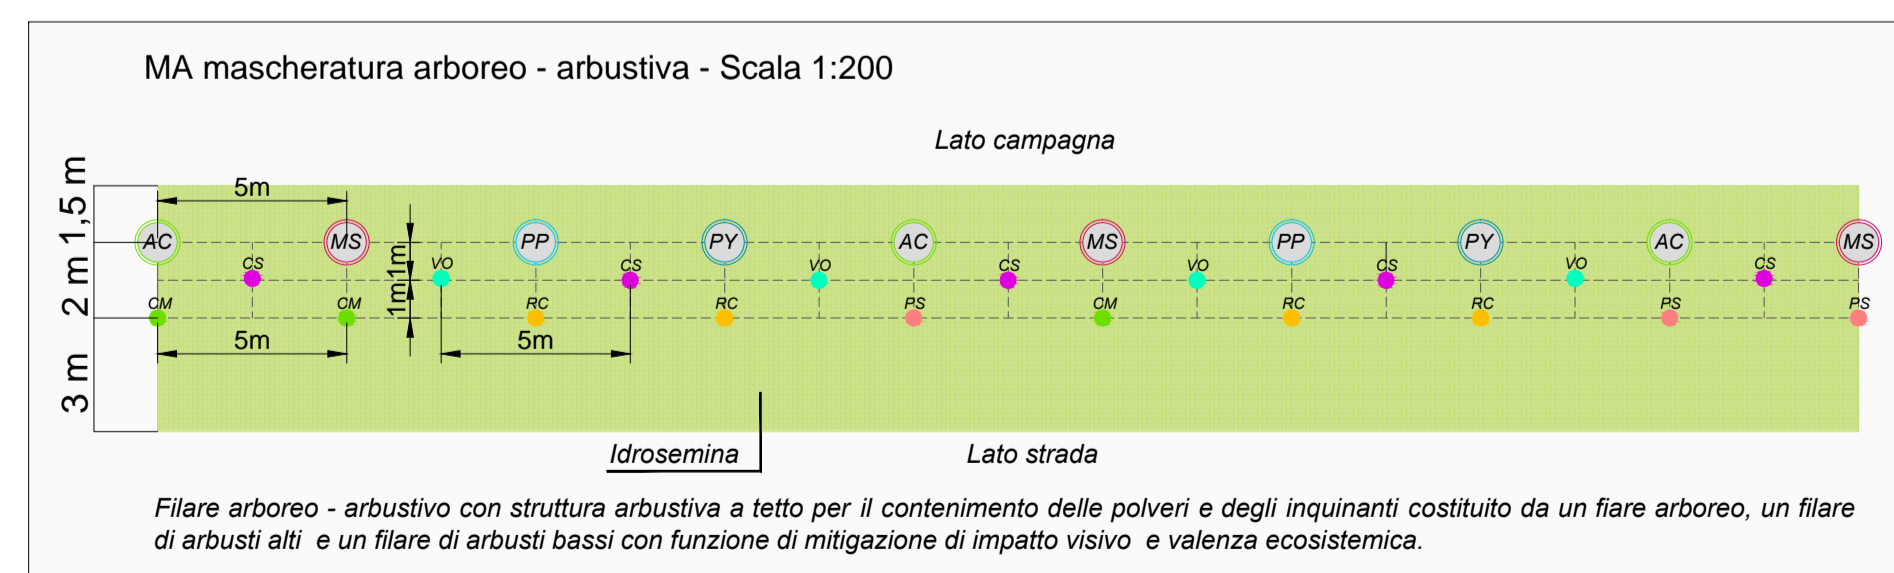 MA mascheratura arboreo - arbustiva - Scala 1:200
Lato campagna
1,5 m
2 m
3 m
5m
AC MS PP PY AC MS PP PY AC MS
1m
1m
CS VO CS VO CS VO CS VO CS
CM CM RC RC PS CM RC RC PS PS
5m 5m
Idrosemina
Lato strada
Filare arboreo - arbustivo con struttura arbustiva a tetto per il contenimento delle polveri e degli inquinanti costituito da un fiare arboreo, un filare
di arbusti alti e un filare di arbusti bassi con funzione di mitigazione di impatto visivo e valenza ecosistemica.